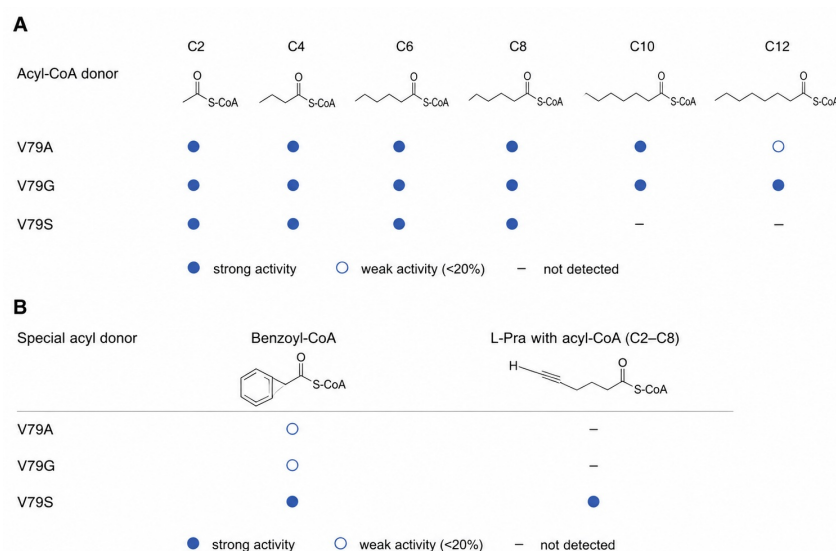 A
C2 C4 C6 C8 C10 C12
Acyl-CoA donor
O O O O O O
S-CoA S-CoA S-CoA S-CoA S-CoA S-CoA
V79A
V79G
V79S – –
strong activity weak activity (<20%) – not detected
B
Special acyl donor Benzoyl-CoA L-Pra with acyl-CoA (C2–C8)
O H O
S-CoA S-CoA
V79A –
V79G –
V79S
strong activity weak activity (<20%) – not detected